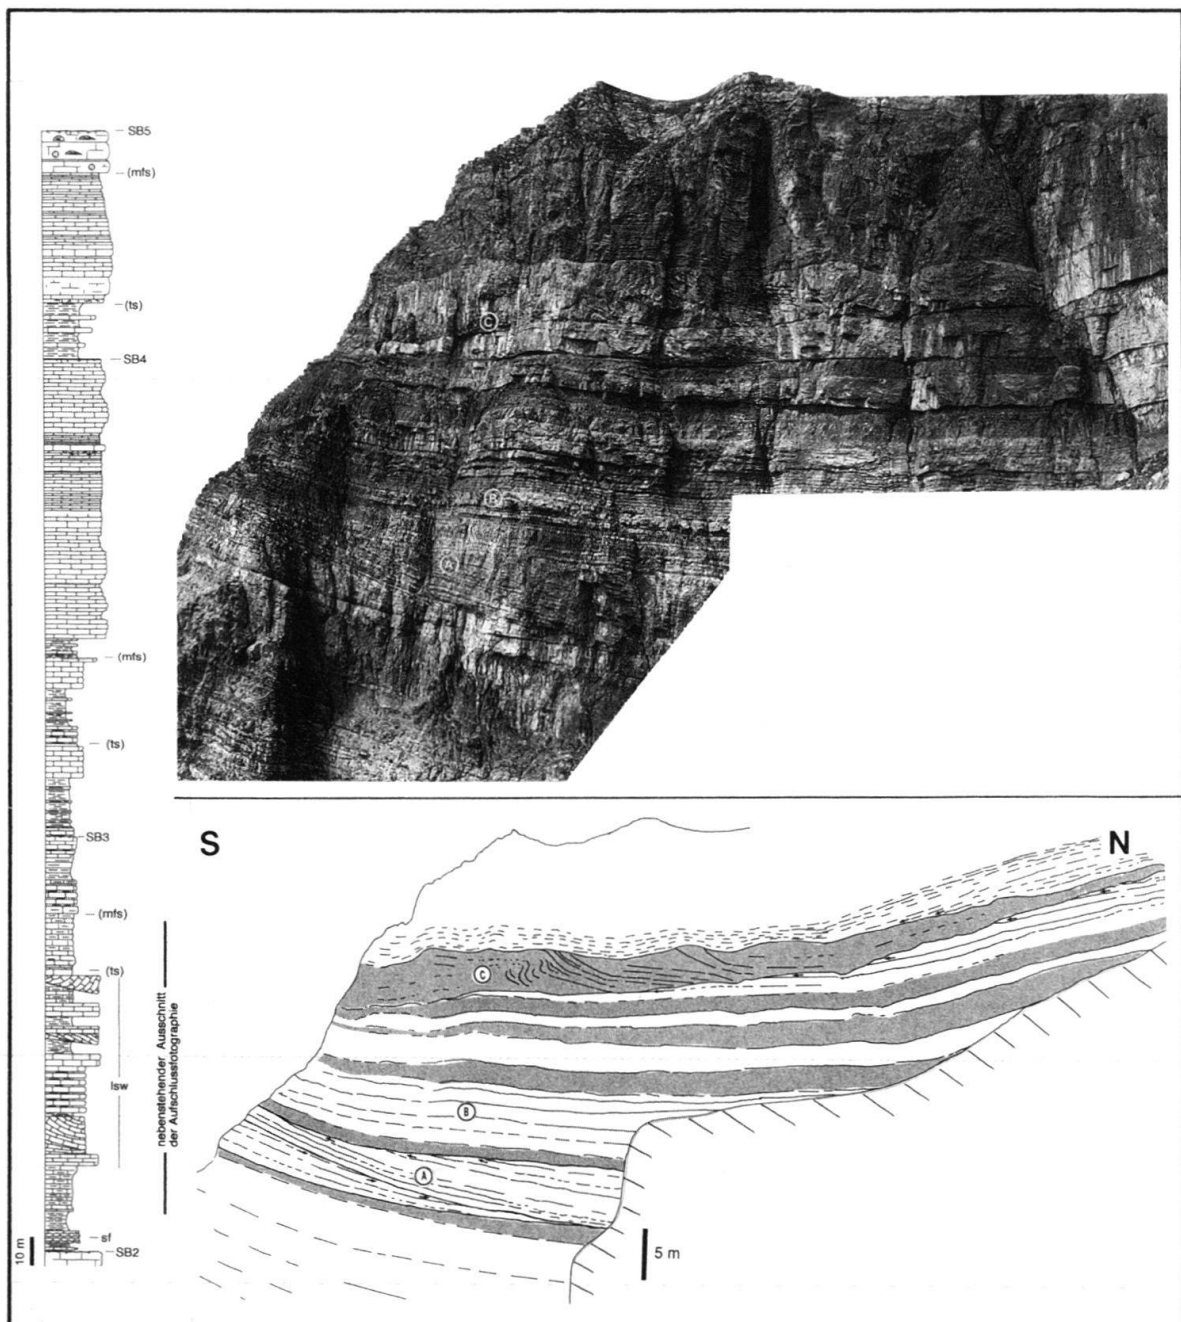 SB5
(mfs)
(ts)
SB4
(mfs)
(ts)
SB3
(mfs)
(ts)
lsw
sf
SB2
10 m
nebenstehender Ausschnitt
der Aufschlussfotographie
C
B
A
S
N
C
B
A
5 m